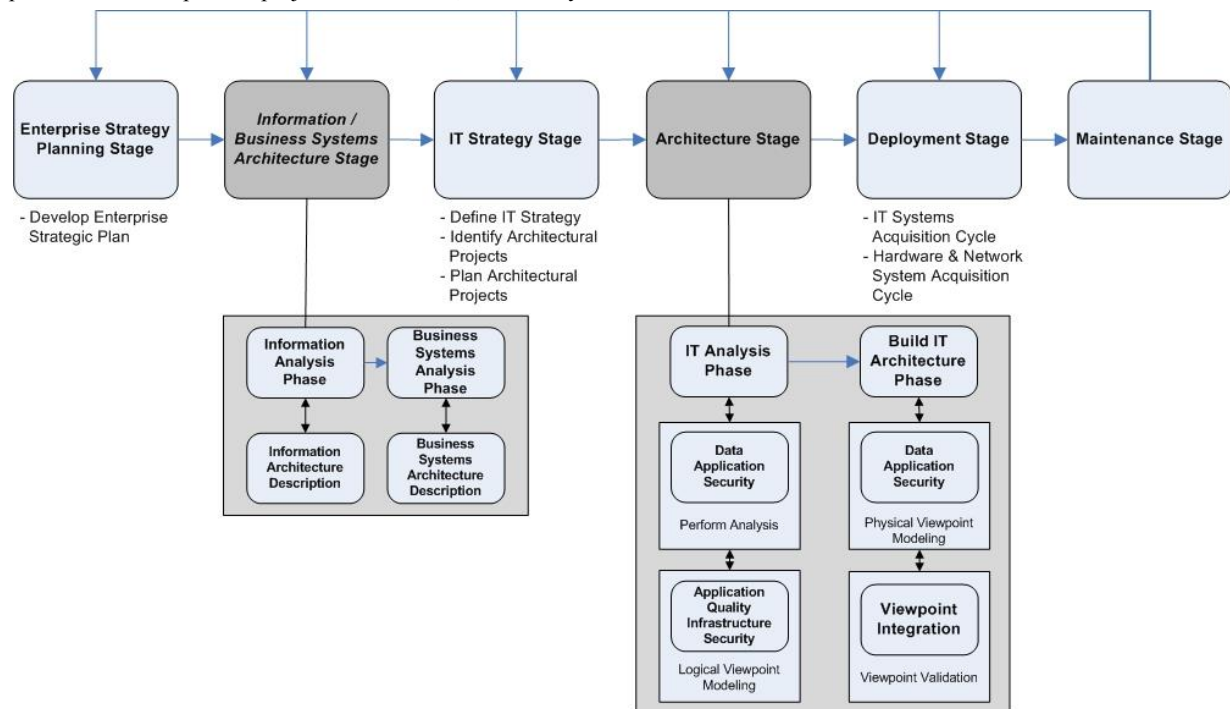 Enterprise Strategy
Planning Stage
Information /
Business Systems
Architecture Stage
IT Strategy Stage
Architecture Stage
Deployment Stage
Maintenance Stage
- Develop Enterprise
Strategic Plan
- Define IT Strategy
- Identify Architectural
Projects
- Plan Architectural
Projects
- IT Systems
Acquisition Cycle
- Hardware & Network
System Acquisition
Cycle
Information
Analysis
Phase
Business
Systems
Analysis
Phase
Information
Architecture
Description
Business
Systems
Architecture
Description
IT Analysis
Phase
Build IT
Architecture
Phase
Data
Application
Security
Perform Analysis
Data
Application
Security
Physical Viewpoint
Modeling
Application
Quality
Infrastructure
Security
Logical Viewpoint
Modeling
Viewpoint
Integration
Viewpoint Validation